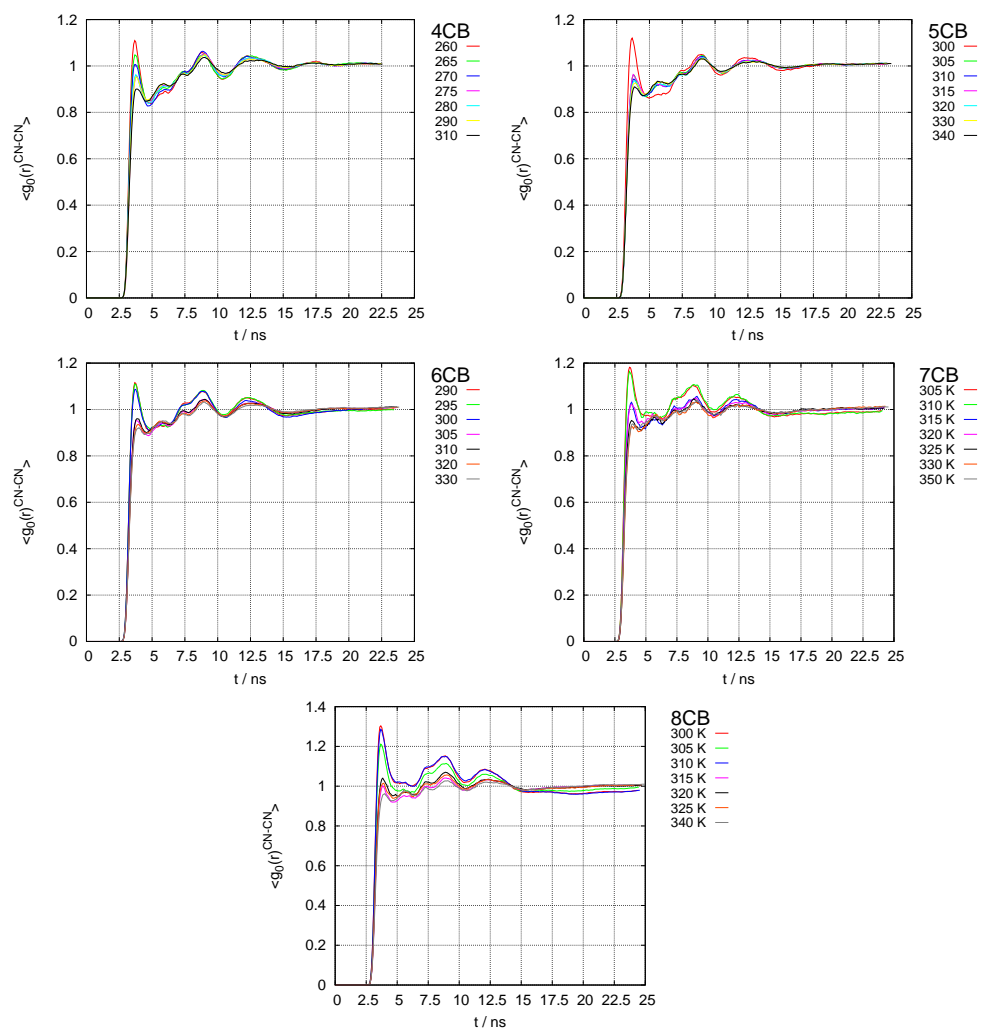 4CB
260
265
270
275
280
290
310
1.2
1
0.8
0.6
0.4
0.2
0
<g₀(r)^CN-CN>
0 2.5 5 7.5 10 12.5 15 17.5 20 22.5 25
t / ns
5CB
300
305
310
315
320
330
340
1.2
1
0.8
0.6
0.4
0.2
0
<g₀(r)^CN-CN>
0 2.5 5 7.5 10 12.5 15 17.5 20 22.5 25
t / ns
6CB
290
295
300
305
310
320
330
1.2
1
0.8
0.6
0.4
0.2
0
<g₀(r)^CN-CN>
0 2.5 5 7.5 10 12.5 15 17.5 20 22.5 25
t / ns
7CB
305 K
310 K
315 K
320 K
325 K
330 K
350 K
1.2
1
0.8
0.6
0.4
0.2
0
<g₀(r)^CN-CN>
0 2.5 5 7.5 10 12.5 15 17.5 20 22.5 25
t / ns
8CB
300 K
305 K
310 K
315 K
320 K
325 K
340 K
1.4
1.2
1
0.8
0.6
0.4
0.2
0
<g₀(r)^CN-CN>
0 2.5 5 7.5 10 12.5 15 17.5 20 22.5 25
t / ns